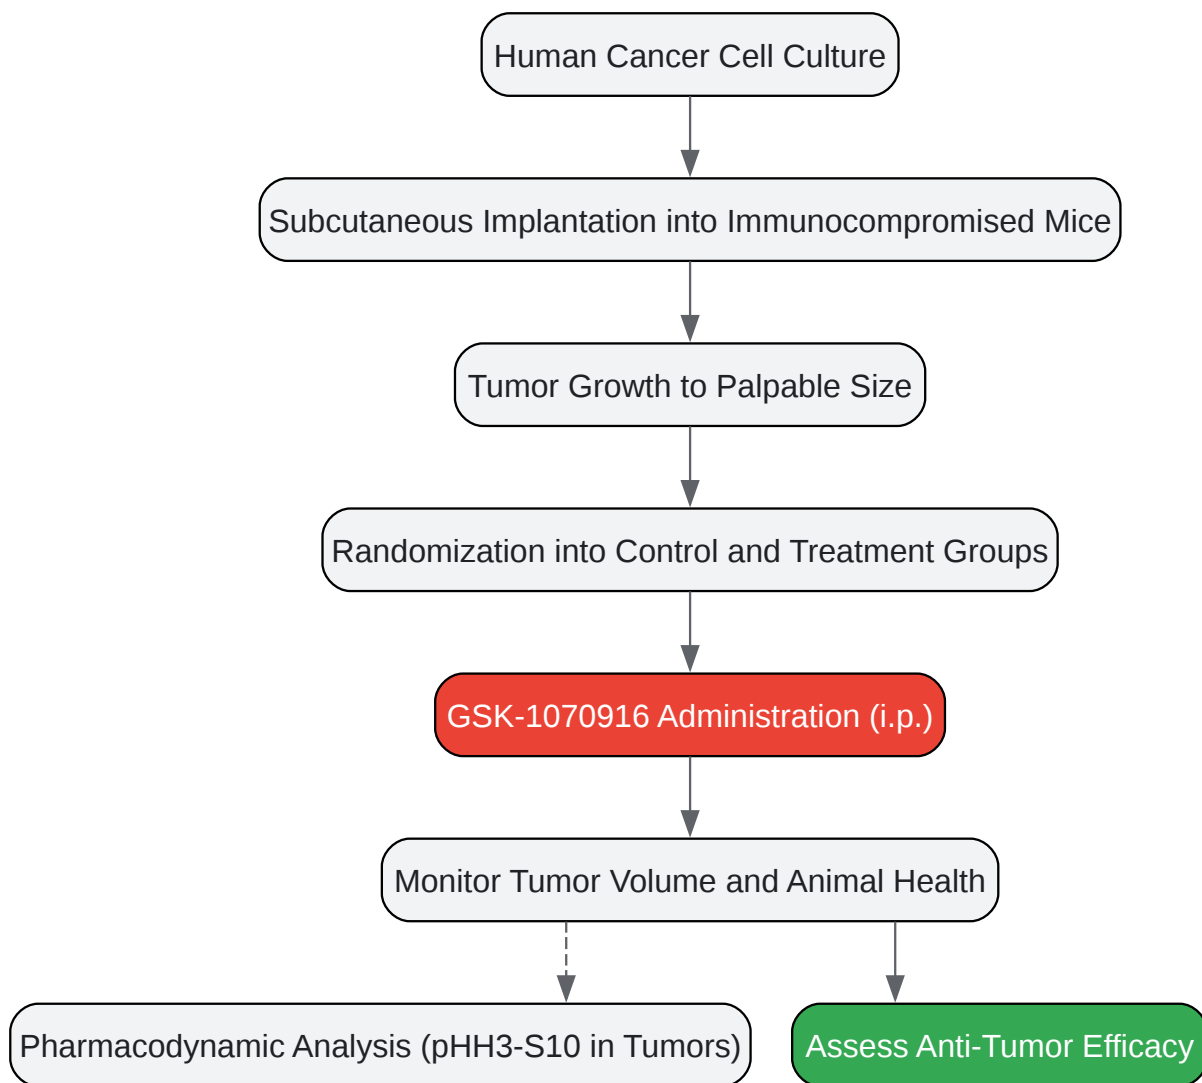 Human Cancer Cell Culture
Subcutaneous Implantation into Immunocompromised Mice
Tumor Growth to Palpable Size
Randomization into Control and Treatment Groups
GSK-1070916 Administration (i.p.)
Monitor Tumor Volume and Animal Health
Pharmacodynamic Analysis (pHH3-S10 in Tumors)
Assess Anti-Tumor Efficacy